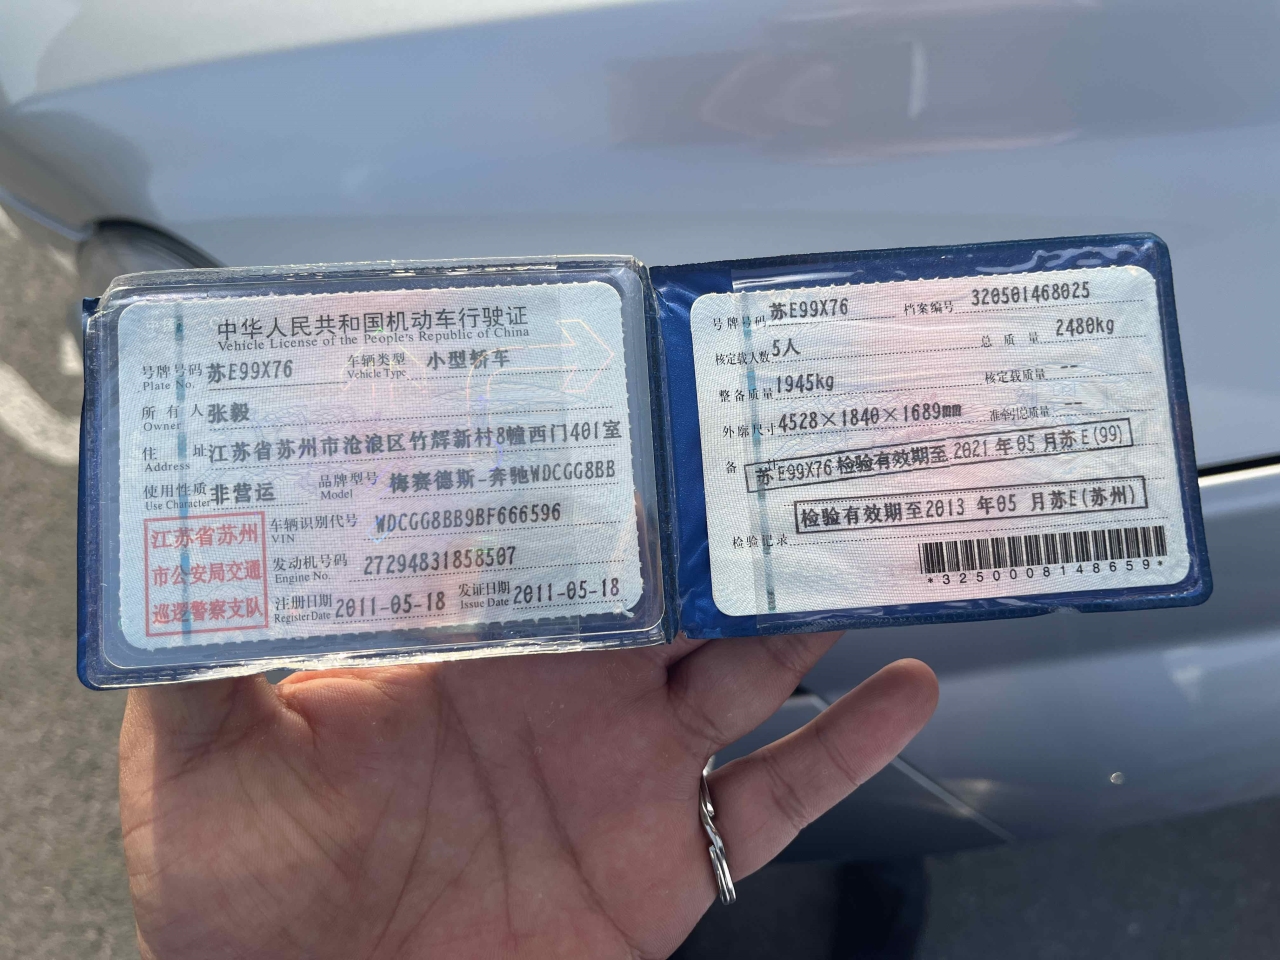 中华人民共和国机动车行驶证
Vehicle License of the People's Republic of China
号牌号码 苏E99X76 车辆类型 小型轿车
Plate No. Vehicle Type
所有人 张毅
Owner
住址 江苏省苏州市沧浪区竹辉新村8幢西门401室
Address
使用性质 非营运 品牌型号 梅赛德斯-奔驰WDCGG8BB
Use Character Model
江苏省苏州
市公安局交通
巡逻警察支队
车辆识别代号 WDCGG8BB9BF666596
VIN
发动机号码 27294831858507
Engine No.
注册日期 2011-05-18 发证日期 2011-05-18
Register Date Issue Date
号牌号码 苏E99X76 档案编号 320501468025
核定载人数 5人 总质量 2480kg
整备质量 1945kg 核定载质量 --
外廓尺寸 4528×1840×1689mm 准牵引总质量 --
备
苏E99X76 检验有效期至 2021年05月苏E(99)
检验有效期至2013年05月苏E(苏州)
检验记录
*3250008148659*